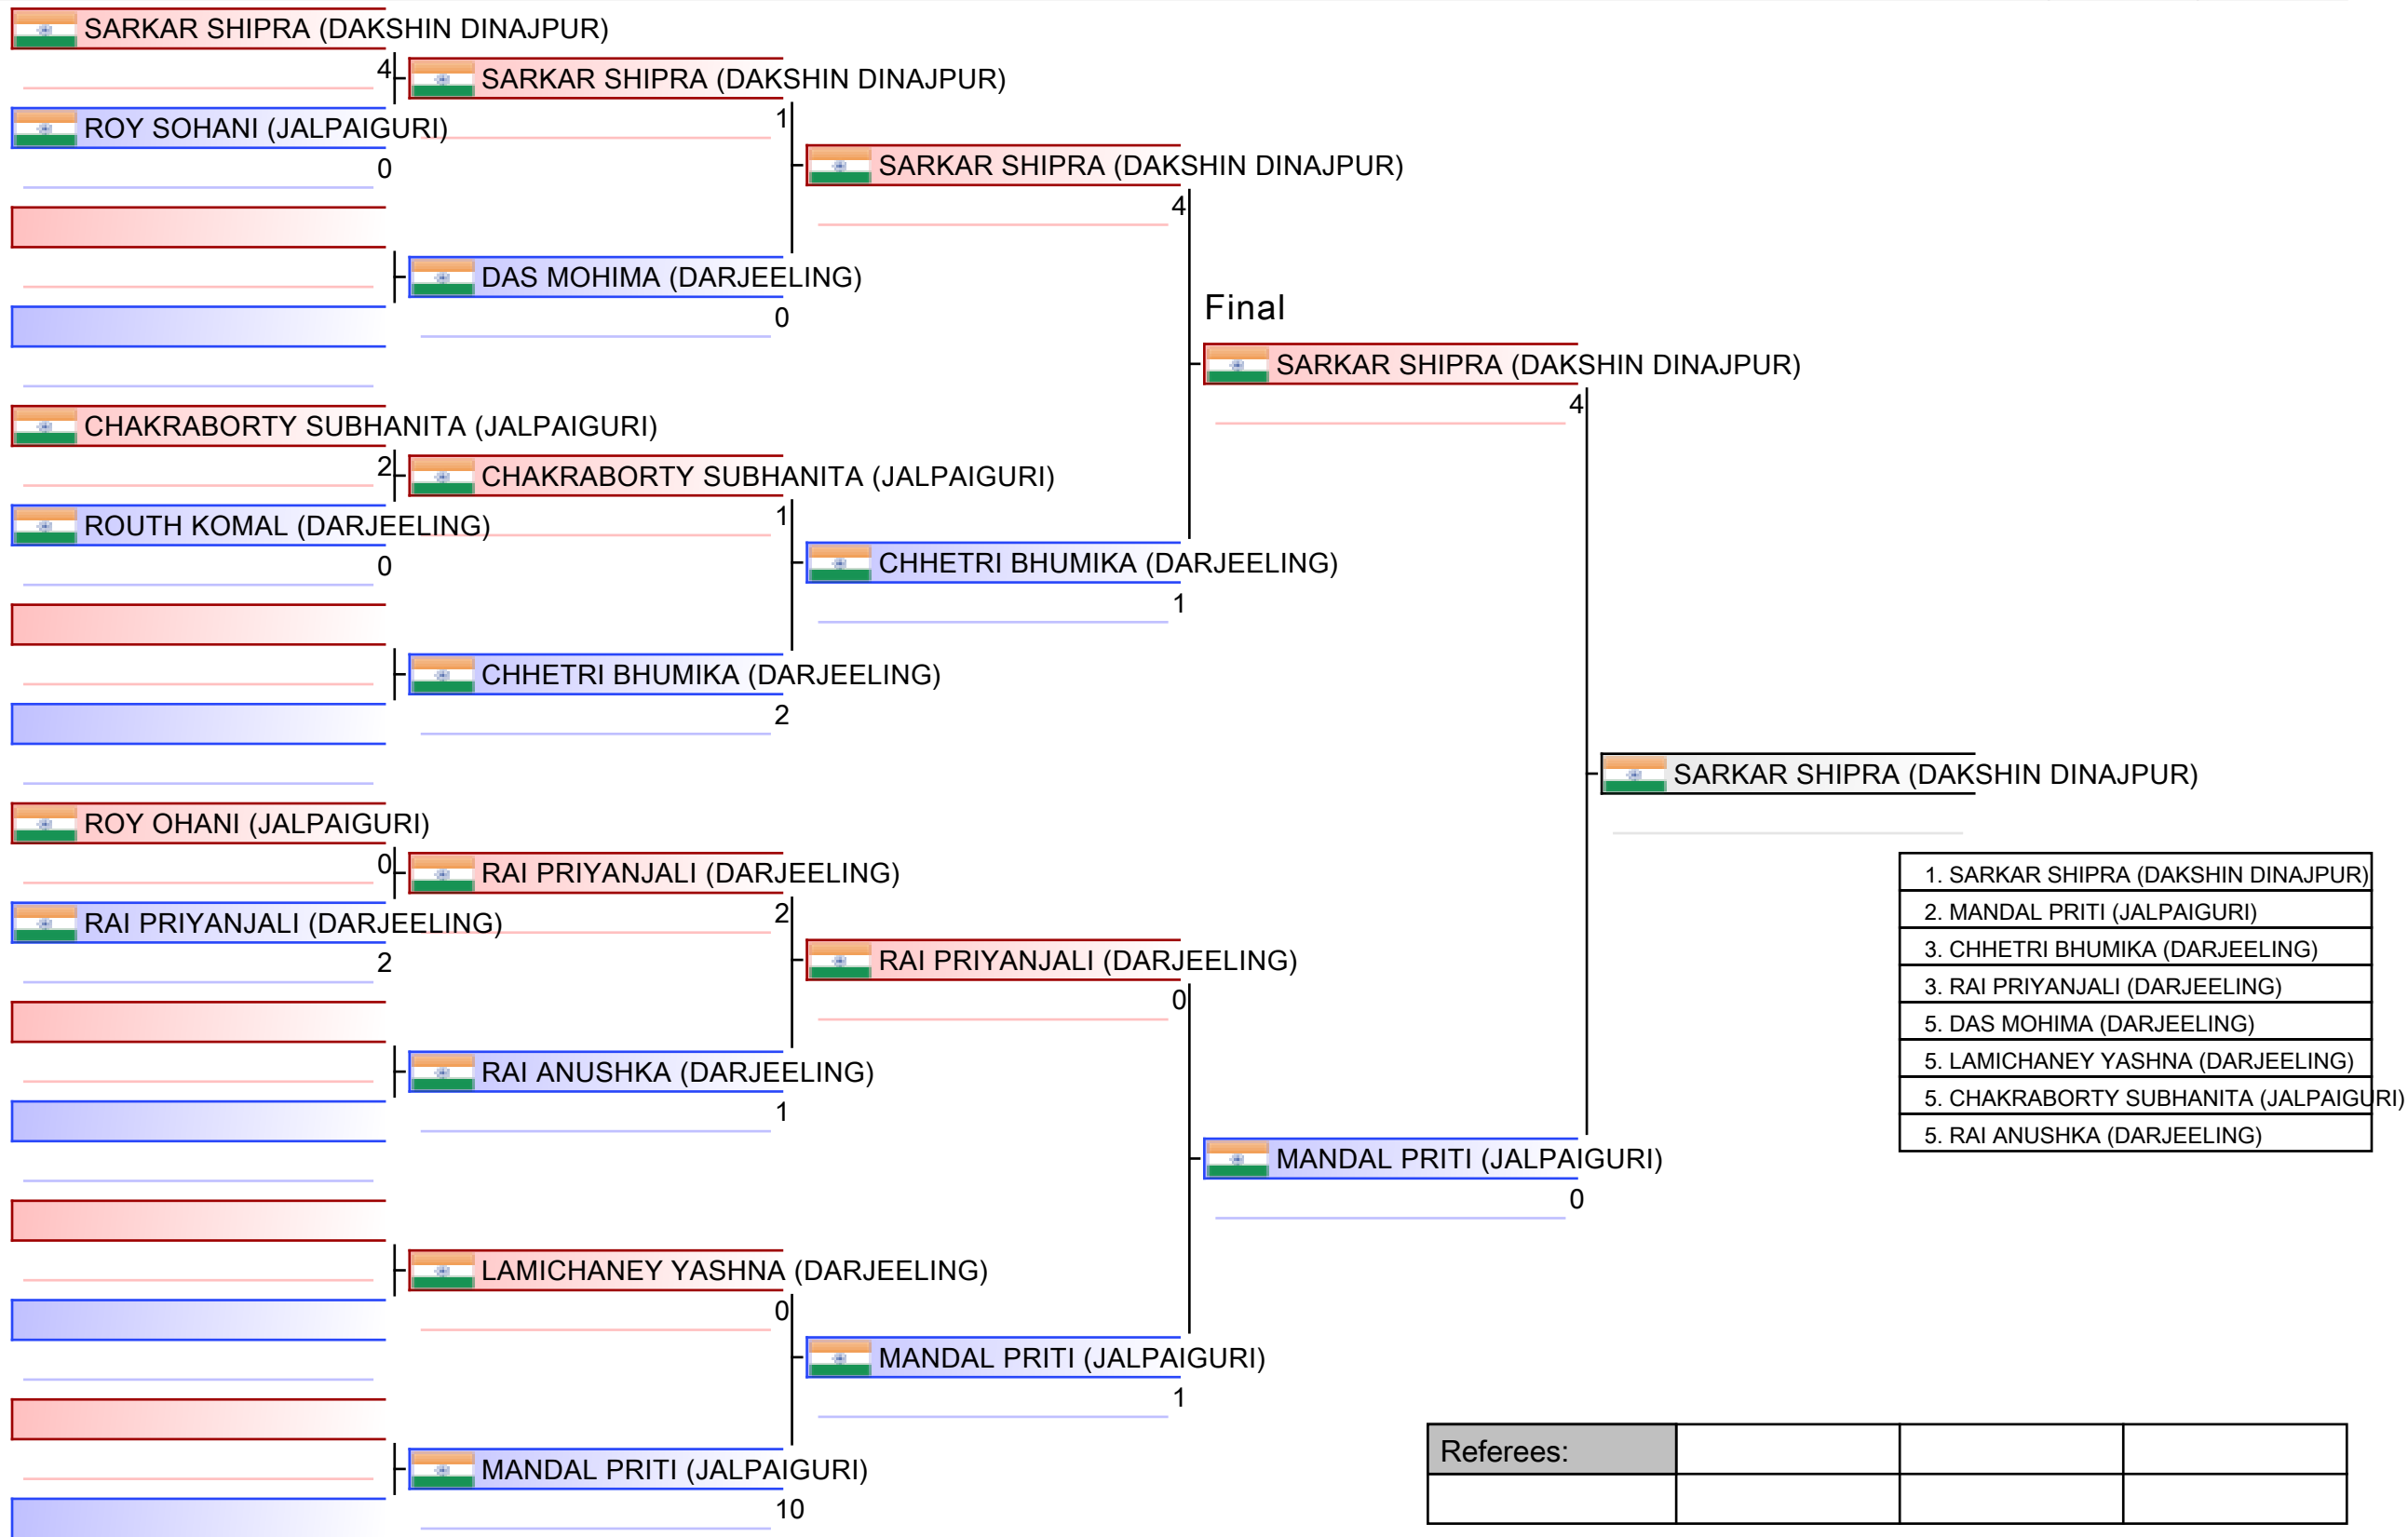 SARKAR SHIPRA (DAKSHIN DINAJPUR)
4
ROY SOHANI (JALPAIGURI)
0
CHAKRABORTY SUBHANITA (JALPAIGURI)
2
ROUTH KOMAL (DARJEELING)
0
ROY OHANI (JALPAIGURI)
0
RAI PRIYANJALI (DARJEELING)
2
SARKAR SHIPRA (DAKSHIN DINAJPUR)
1
DAS MOHIMA (DARJEELING)
0
CHAKRABORTY SUBHANITA (JALPAIGURI)
1
CHHETRI BHUMIKA (DARJEELING)
2
RAI PRIYANJALI (DARJEELING)
2
RAI ANUSHKA (DARJEELING)
1
LAMICHANEY YASHNA (DARJEELING)
0
MANDAL PRITI (JALPAIGURI)
10
SARKAR SHIPRA (DAKSHIN DINAJPUR)
4
CHHETRI BHUMIKA (DARJEELING)
1
RAI PRIYANJALI (DARJEELING)
0
MANDAL PRITI (JALPAIGURI)
1
Final
SARKAR SHIPRA (DAKSHIN DINAJPUR)
4
MANDAL PRITI (JALPAIGURI)
0
SARKAR SHIPRA (DAKSHIN DINAJPUR)
1. SARKAR SHIPRA (DAKSHIN DINAJPUR)
2. MANDAL PRITI (JALPAIGURI)
3. CHHETRI BHUMIKA (DARJEELING)
3. RAI PRIYANJALI (DARJEELING)
5. DAS MOHIMA (DARJEELING)
5. LAMICHANEY YASHNA (DARJEELING)
5. CHAKRABORTY SUBHANITA (JALPAIGURI)
5. RAI ANUSHKA (DARJEELING)
Referees: